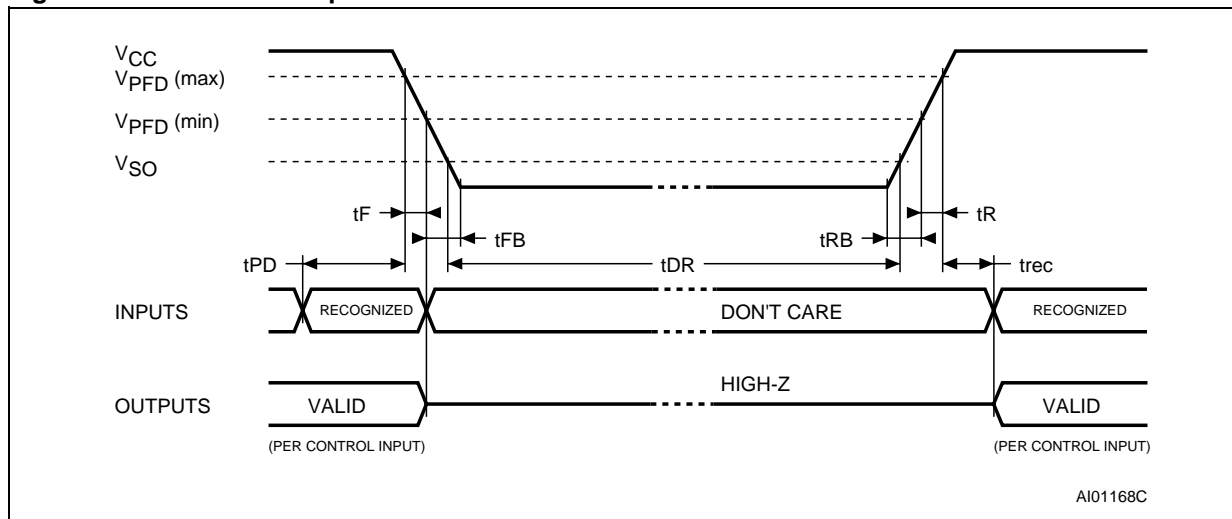 VCC
VPFD (max)
VPFD (min)
VSO
tF
tR
tFB
tRB
tPD
tDR
trec
INPUTS
RECOGNIZED
DON'T CARE
RECOGNIZED
HIGH-Z
OUTPUTS
VALID
VALID
(PER CONTROL INPUT)
(PER CONTROL INPUT)
AI01168C